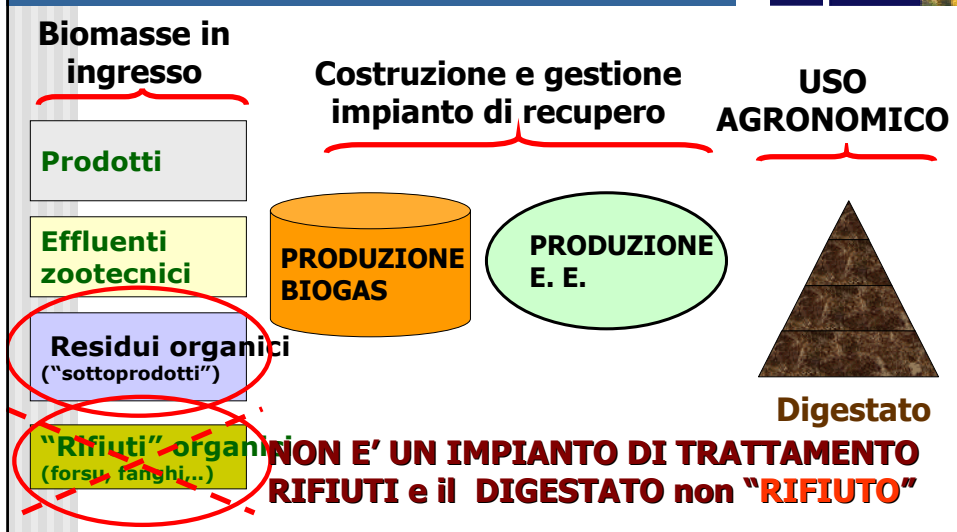 Biomasse in
ingresso
Costruzione e gestione
impianto di recupero
USO
AGRONOMICO
Prodotti
Effluenti
zootecnici
Residui organici
("sottoprodotti")
"Rifiuti" organici
(forsu, fanghi,..)
PRODUZIONE
BIOGAS
PRODUZIONE
E. E.
Digestato
NON E' UN IMPIANTO DI TRATTAMENTO
RIFIUTI e il DIGESTATO non "RIFIUTO"